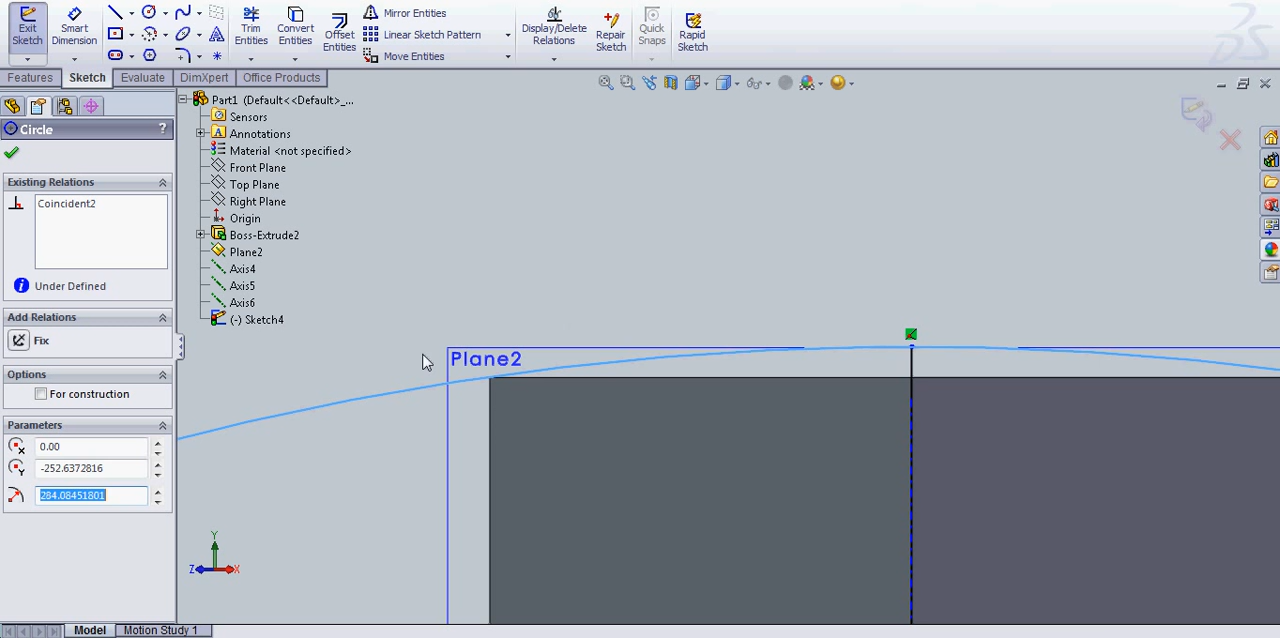 Exit
Sketch
Smart
Dimension
Trim
Entities
Convert
Entities
Offset
Entities
Mirror Entities
Linear Sketch Pattern
Move Entities
Display/Delete
Relations
Repair
Sketch
Quick
Snaps
Rapid
Sketch
Features
Sketch
Evaluate
DimXpert
Office Products
Circle
?
Existing Relations
Coincident2
Under Defined
Add Relations
Fix
Options
For construction
Parameters
0.00
-252.6372816
284.08451801
Part1 (Default<<Default>_...
Sensors
Annotations
Material <not specified>
Front Plane
Top Plane
Right Plane
Origin
Boss-Extrude2
Plane2
Axis4
Axis5
Axis6
(-) Sketch4
Plane2
Y
Z
X
Model
Motion Study 1